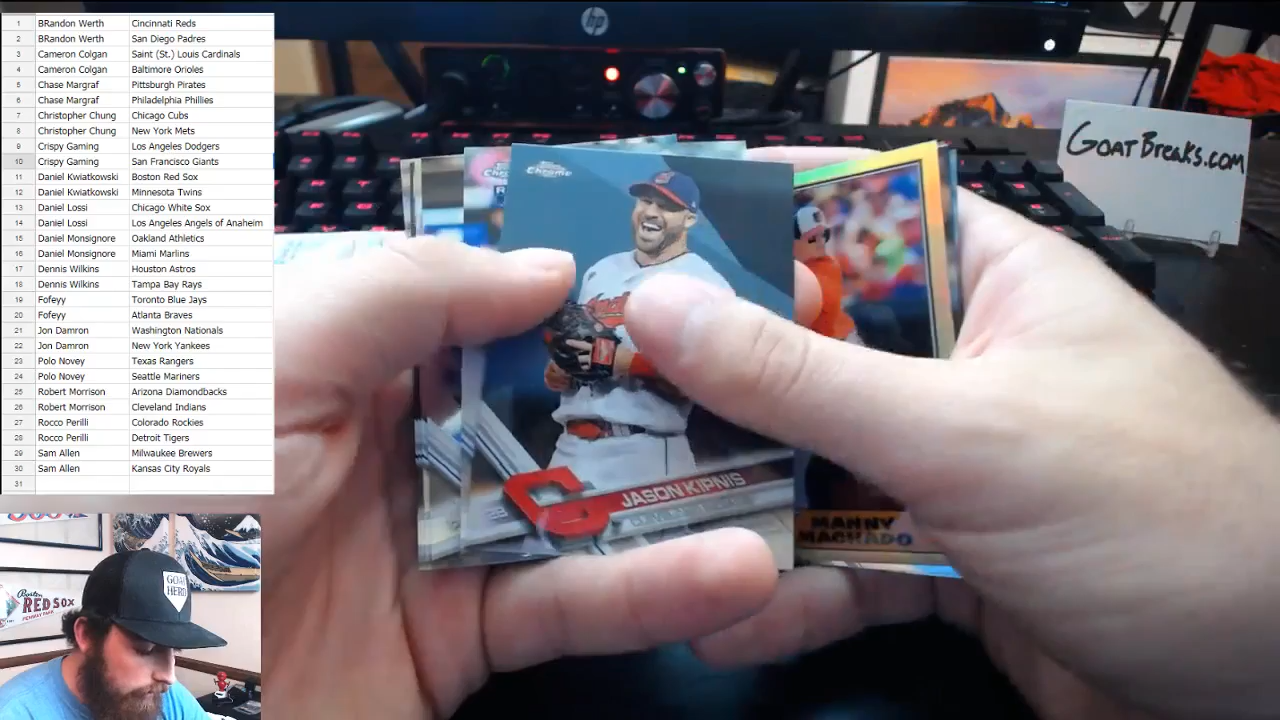 1 BRandon Werth Cincinnati Reds
2 BRandon Werth San Diego Padres
3 Cameron Colgan Saint (St.) Louis Cardinals
4 Cameron Colgan Baltimore Orioles
5 Chase Margraf Pittsburgh Pirates
6 Chase Margraf Philadelphia Phillies
7 Christopher Chung Chicago Cubs
8 Christopher Chung New York Mets
9 Crispy Gaming Los Angeles Dodgers
10 Crispy Gaming San Francisco Giants
11 Daniel Kwiatkowski Boston Red Sox
12 Daniel Kwiatkowski Minnesota Twins
13 Daniel Lossi Chicago White Sox
14 Daniel Lossi Los Angeles Angels of Anaheim
15 Daniel Monsignore Oakland Athletics
16 Daniel Monsignore Miami Marlins
17 Dennis Wilkins Houston Astros
18 Dennis Wilkins Tampa Bay Rays
19 Fofeyy Toronto Blue Jays
20 Fofeyy Atlanta Braves
21 Jon Damron Washington Nationals
22 Jon Damron New York Yankees
23 Polo Novey Texas Rangers
24 Polo Novey Seattle Mariners
25 Robert Morrison Arizona Diamondbacks
26 Robert Morrison Cleveland Indians
27 Rocco Perilli Colorado Rockies
28 Rocco Perilli Detroit Tigers
29 Sam Allen Milwaukee Brewers
30 Sam Allen Kansas City Royals
31
hp
GOATBREAKS.COM
Chrome
JASON KIPNIS
MANNY
MACHADO
GOAT
HERD
Boston
RED SOX
FENWAY PARK